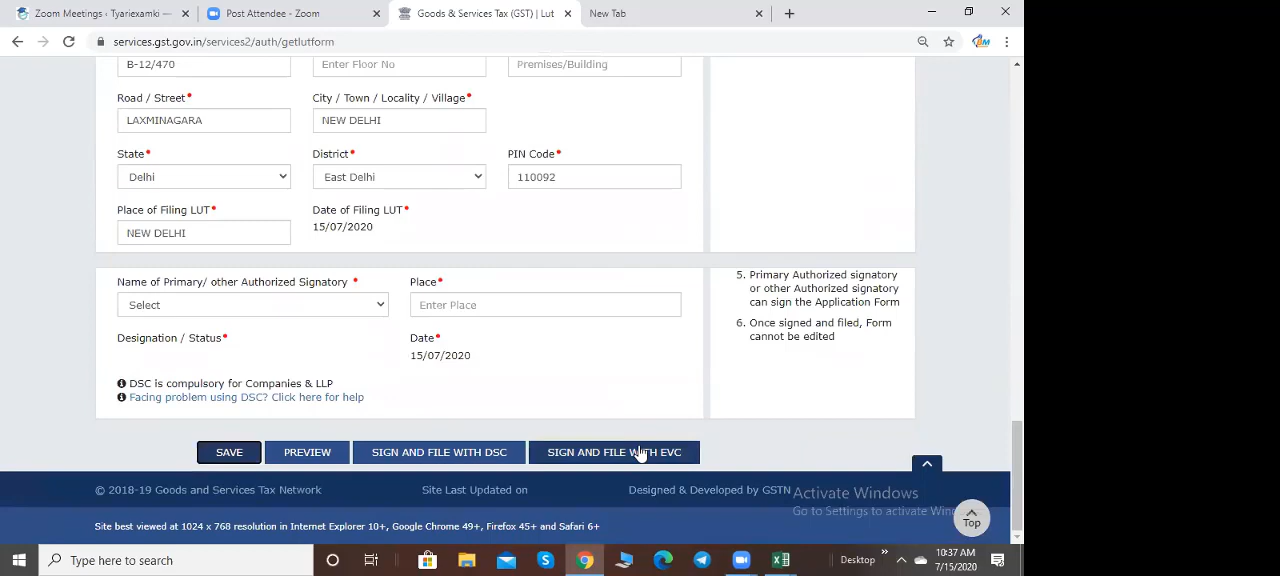 Zoom Meetings ‹ Tyariexamki —
Post Attendee - Zoom
Goods & Services Tax (GST) | Lut
New Tab
services.gst.gov.in/services2/auth/getlutform
B-12/470
Enter Floor No
Premises/Building
Road / Street*
City / Town / Locality / Village*
LAXMINAGARA
NEW DELHI
State*
District*
PIN Code*
Delhi
East Delhi
110092
Place of Filing LUT*
Date of Filing LUT*
NEW DELHI
15/07/2020
Name of Primary/ other Authorized Signatory *
Place*
Select
Enter Place
Designation / Status*
Date*
15/07/2020
DSC is compulsory for Companies & LLP
Facing problem using DSC? Click here for help
5. Primary Authorized signatory
or other Authorized signatory
can sign the Application Form
6. Once signed and filed, Form
cannot be edited
SAVE
PREVIEW
SIGN AND FILE WITH DSC
SIGN AND FILE WITH EVC
© 2018-19 Goods and Services Tax Network
Site Last Updated on
Designed & Developed by GSTN
Activate Windows
Go to Settings to activate
Site best viewed at 1024 x 768 resolution in Internet Explorer 10+, Google Chrome 49+, Firefox 45+ and Safari 6+
Top
Type here to search
Desktop
10:37 AM
7/15/2020